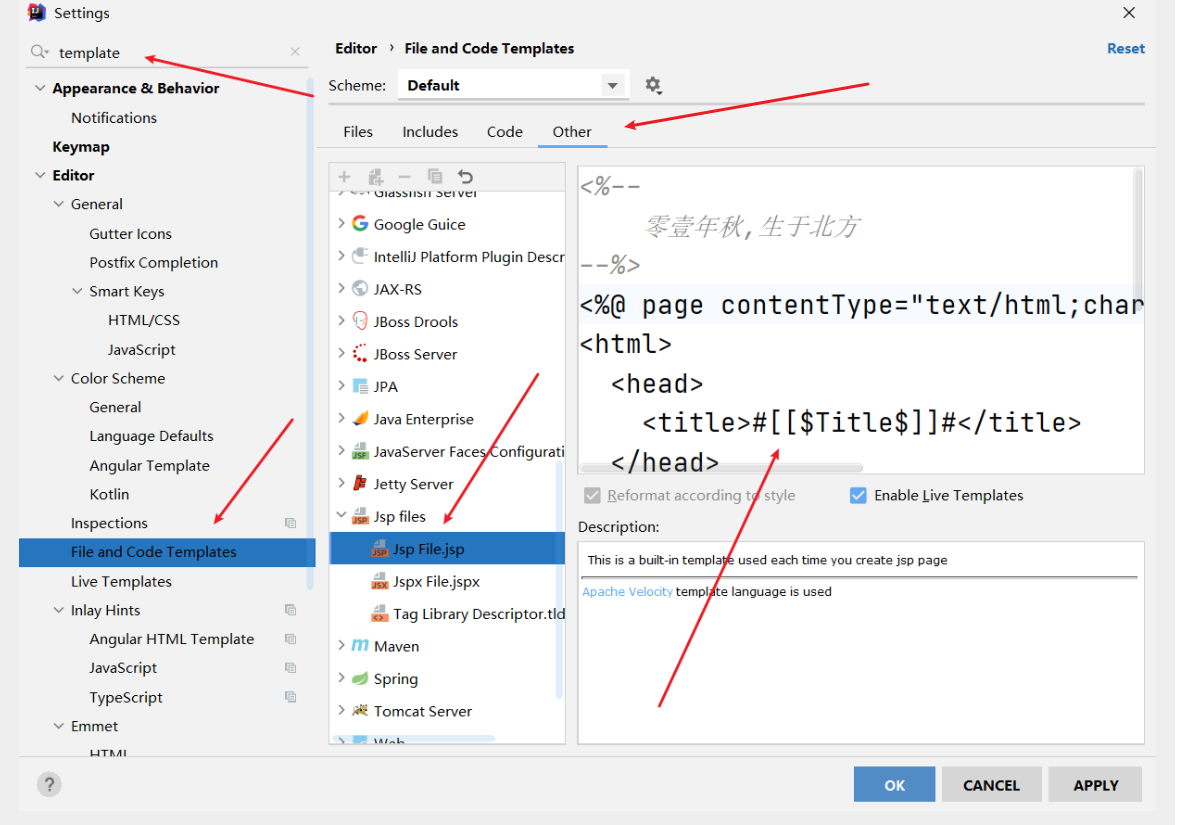 Settings
template
Appearance & Behavior
Notifications
Keymap
Editor
General
Gutter Icons
Postfix Completion
Smart Keys
HTML/CSS
JavaScript
Color Scheme
General
Language Defaults
Angular Template
Kotlin
Inspections
File and Code Templates
Live Templates
Inlay Hints
Angular HTML Template
JavaScript
TypeScript
Emmet
HTML
Editor › File and Code Templates
Reset
Scheme: Default
Files Includes Code Other
Glassfish Server
Google Guice
IntelliJ Platform Plugin Descr
JAX-RS
JBoss Drools
JBoss Server
JPA
Java Enterprise
JavaServer Faces Configurati
Jetty Server
Jsp files
Jsp File.jsp
Jspx File.jspx
Tag Library Descriptor.tld
Maven
Spring
Tomcat Server
Web
<%--
零壹年秋,生于北方
--%>
<%@ page contentType="text/html;char
<html>
<head>
<title>#[[$Title$]]#</title>
</head>
Reformat according to style
Enable Live Templates
Description:
This is a built-in template used each time you create jsp page
Apache Velocity template language is used
?
OK
CANCEL
APPLY